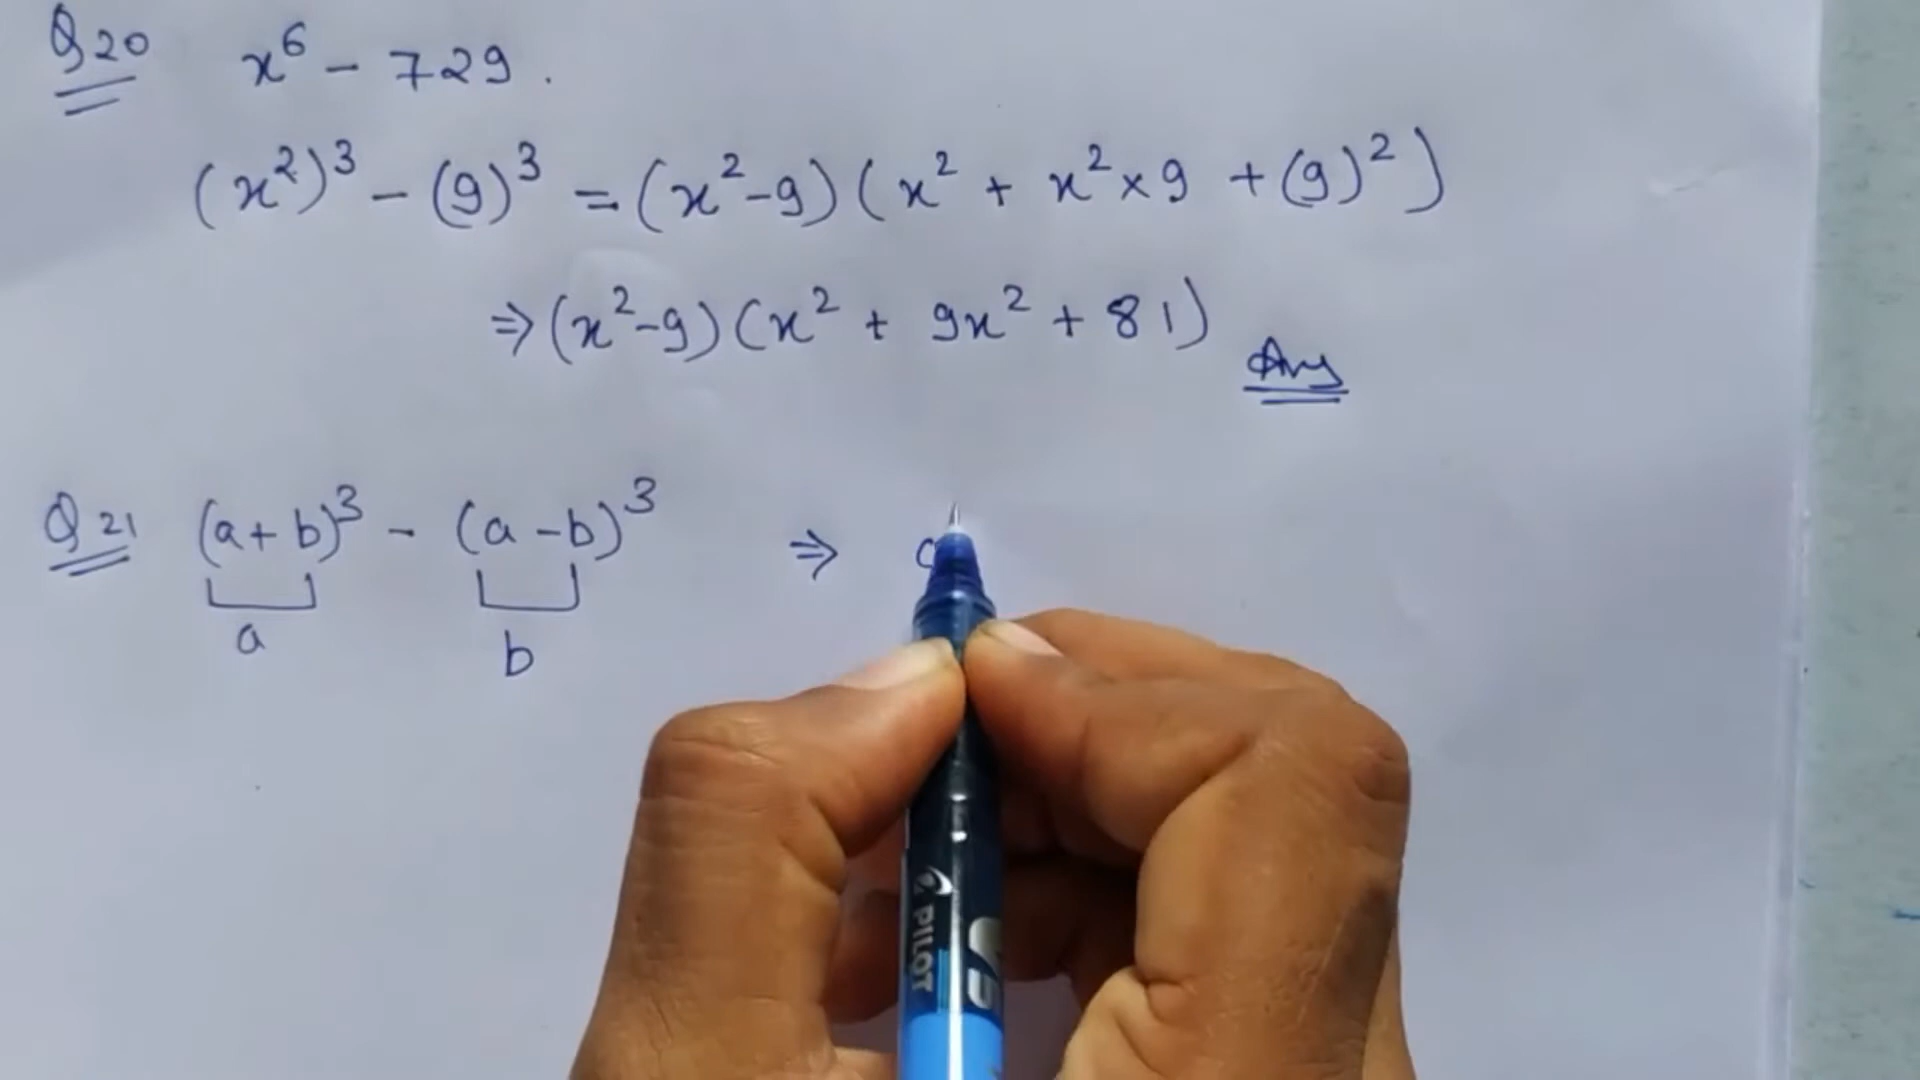 Q20 x⁶ - 729.
(x²)³ - (9)³ = (x²-9)(x² + x²×9 + (9)²)
⇒ (x²-9)(x² + 9x² + 81) Ans
Q21 (a+b)³ - (a-b)³ ⇒
a b
PILOT